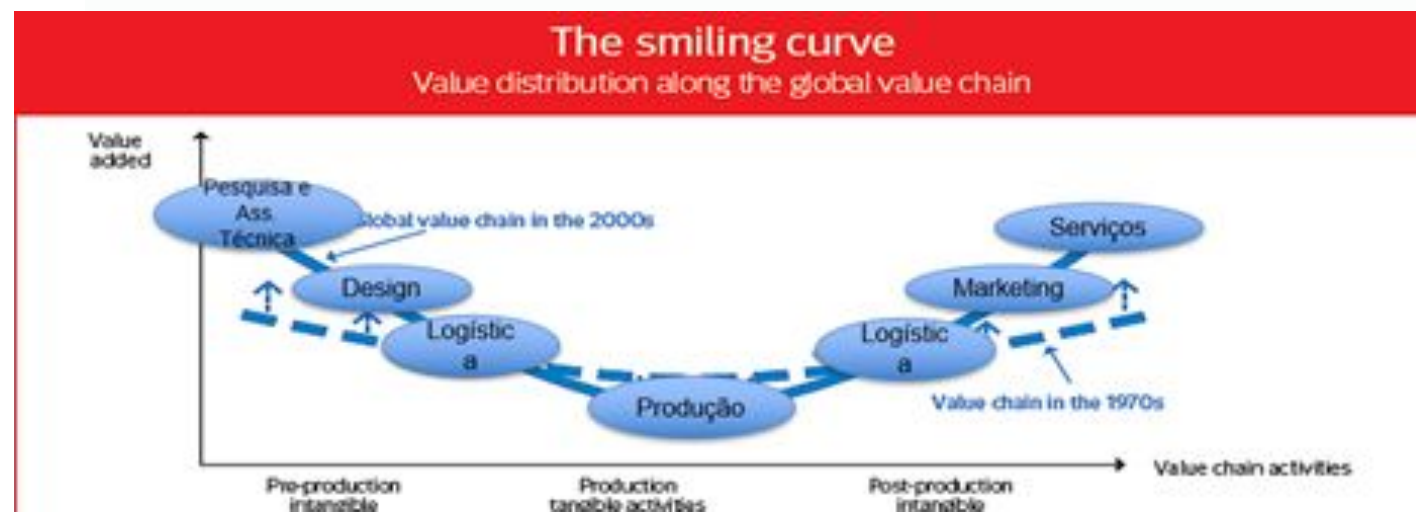 The smiling curve
Value distribution along the global value chain
Value
added
Pesquisa e
Ass
Técnica
Global value chain in the 2000s
Serviços
Design
Marketing
Logístic
a
Logístic
a
Produção
Value chain in the 1970s
Value chain activities
Pre-production
intangible
Production
tangible activities
Post-production
intangible